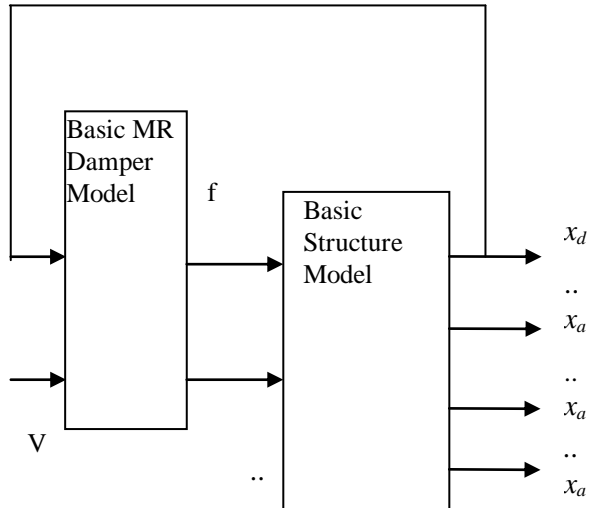 Basic MR
Damper
Model
f
Basic
Structure
Model
x_d
..
x_a
..
x_a
..
x_a
V
..